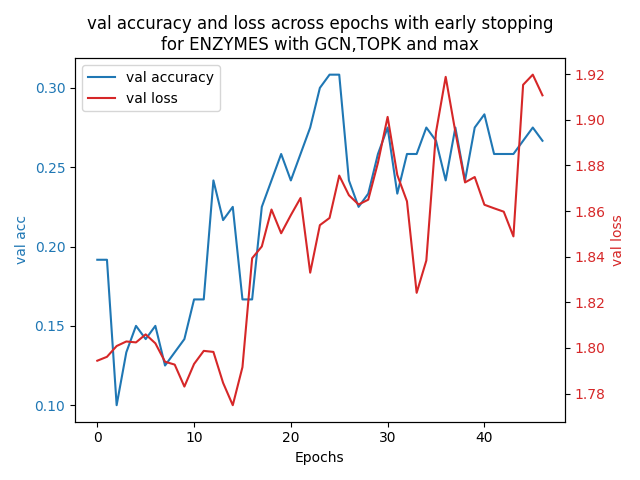 val accuracy and loss across epochs with early stopping
for ENZYMES with GCN,TOPK and max
val accuracy
val loss
0.30
0.25
0.20
0.15
0.10
val acc
1.92
1.90
1.88
1.86
1.84
1.82
1.80
1.78
val loss
0
10
20
30
40
Epochs